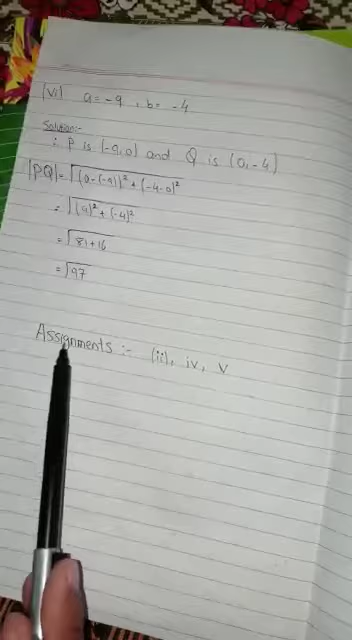 (vi) a = -9 , b = -4
Solution:-
∴ P is (-9,0) and Q is (0,-4)
|PQ| = √(0-(-9))² + (-4-0)²
= √(9)² + (-4)²
= √81+16
= √97
Assignments :- (ii), iv, v